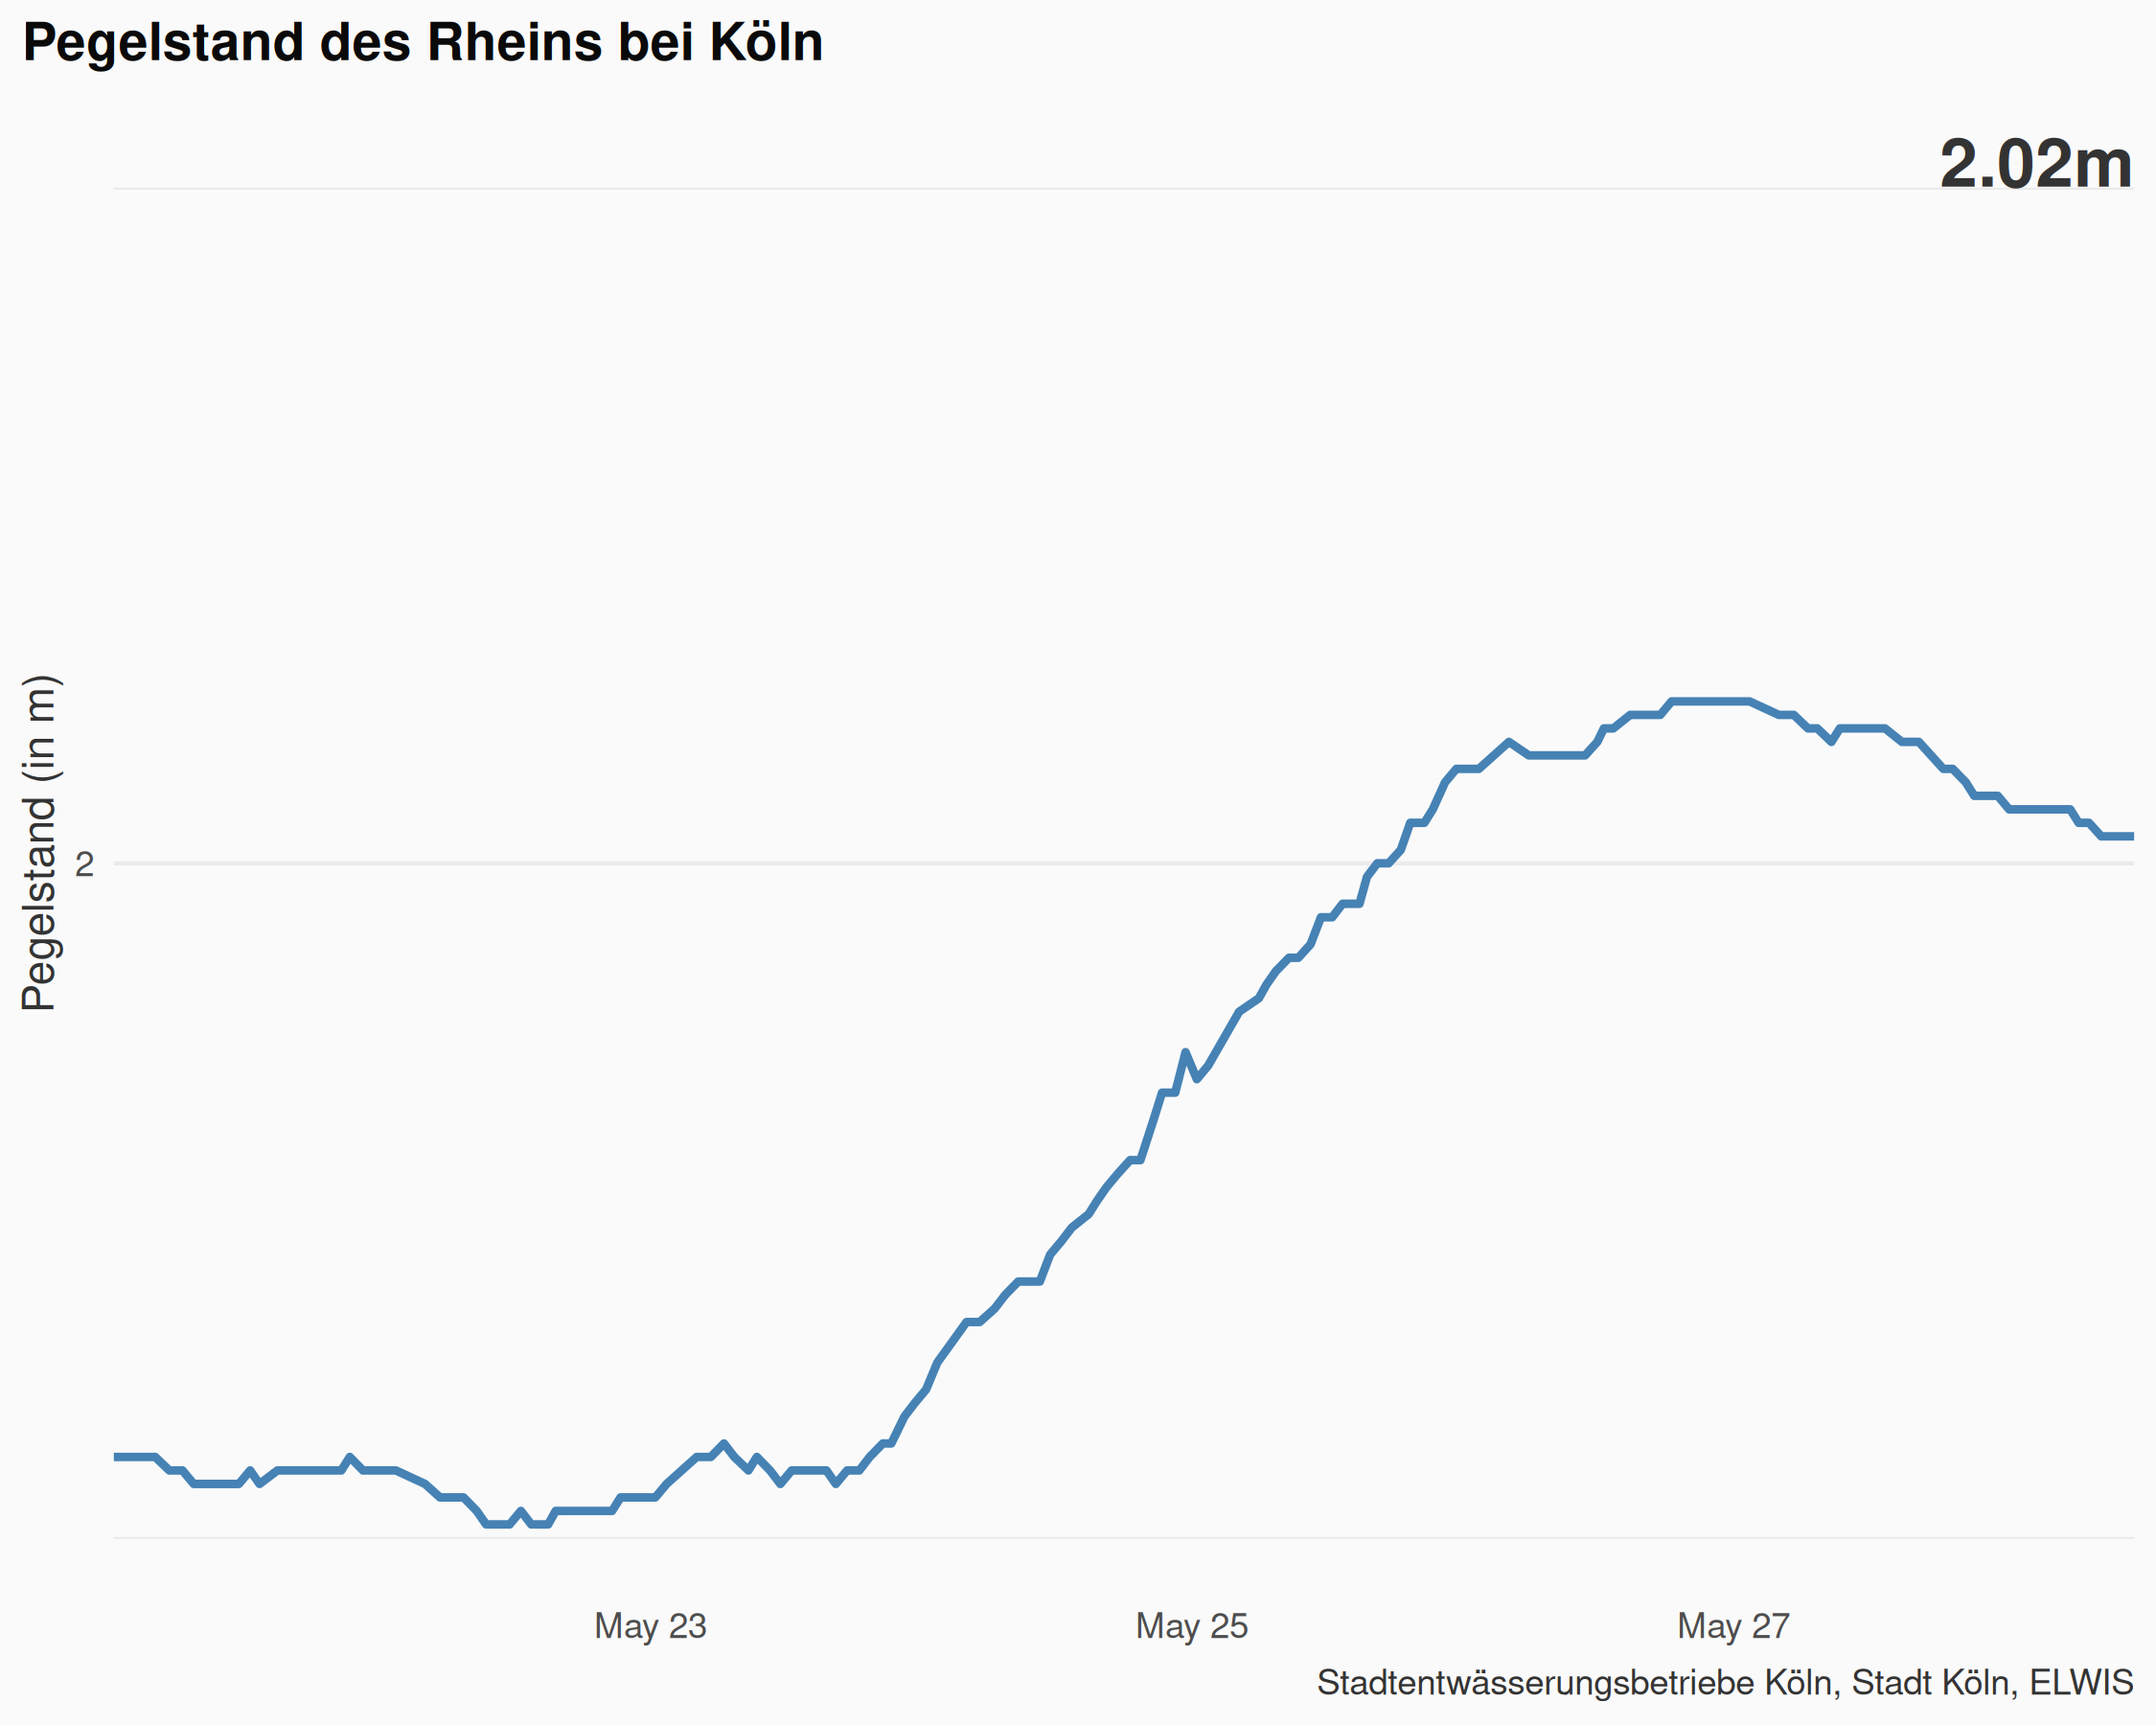 Pegelstand des Rheins bei Köln
2.02m
Pegelstand (in m)
2
May 23
May 25
May 27
Stadtentwässerungsbetriebe Köln, Stadt Köln, ELWIS